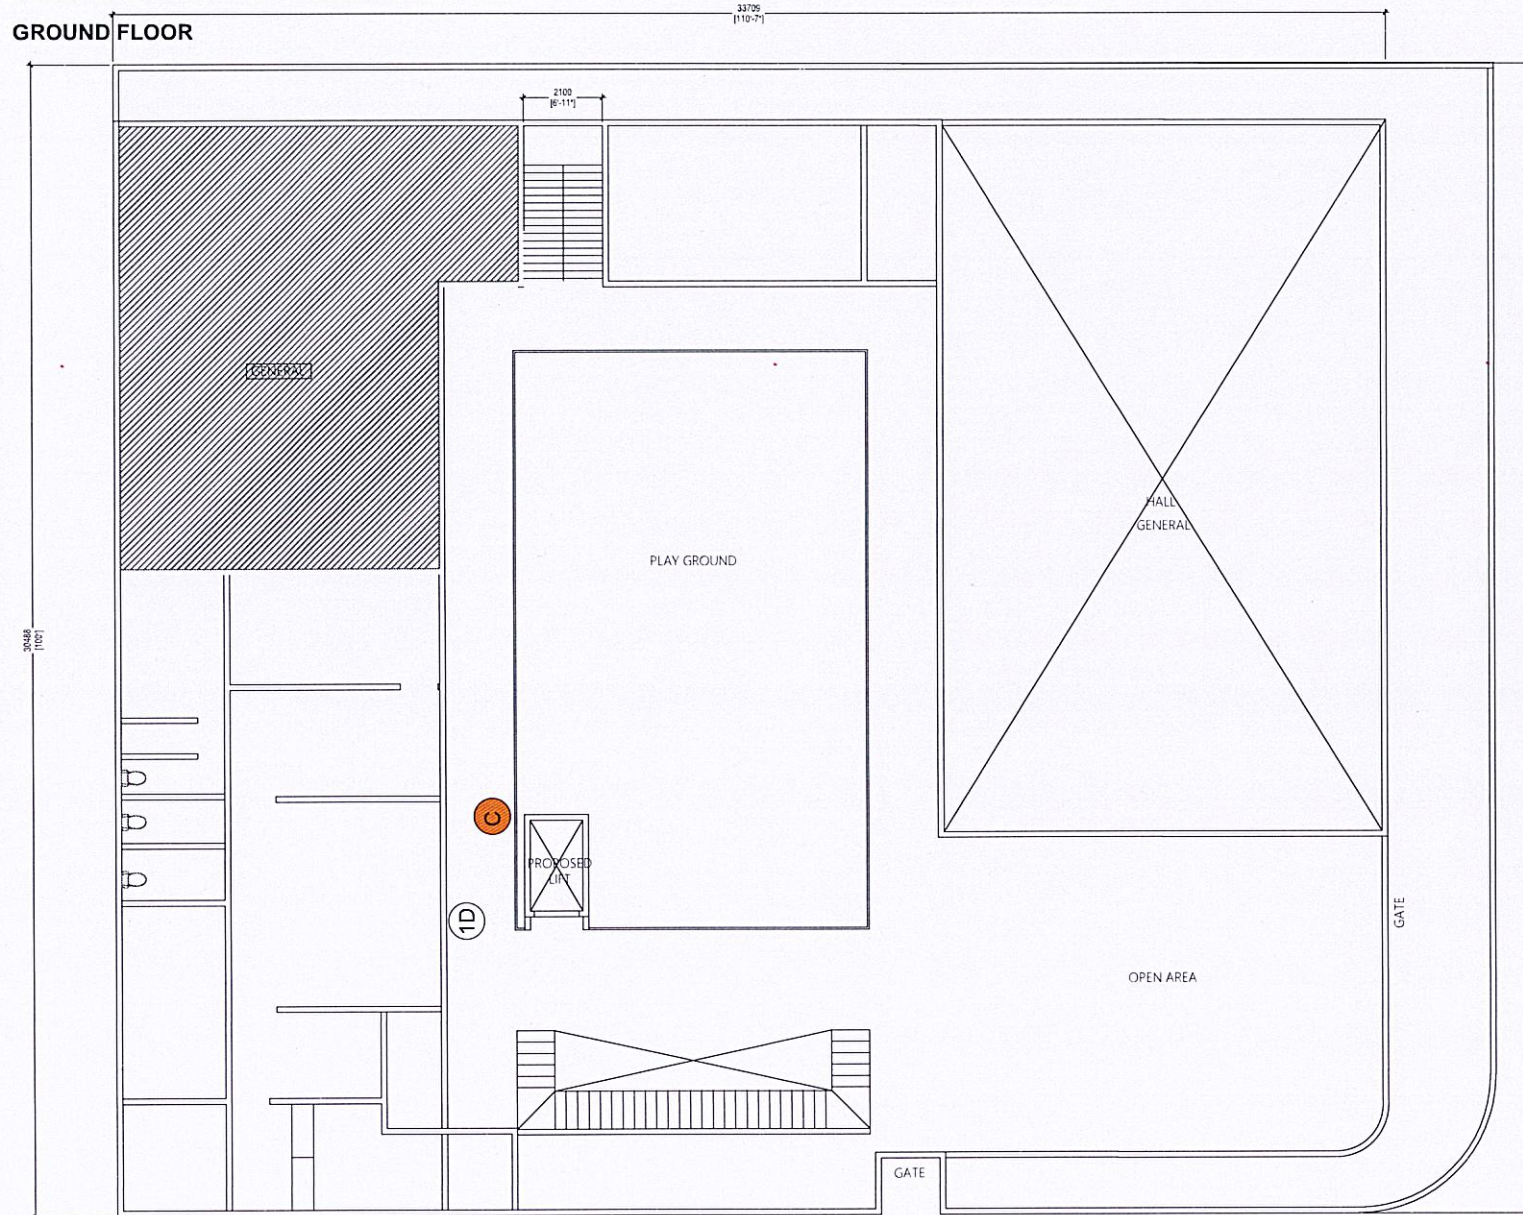 33709
[110'-7"]
GROUND FLOOR
2100
[6'-11"]
GENERAL
30488
[100']
PLAY GROUND
HALL
GENERAL
C
PROPOSED
LIFT
1D
GATE
OPEN AREA
GATE